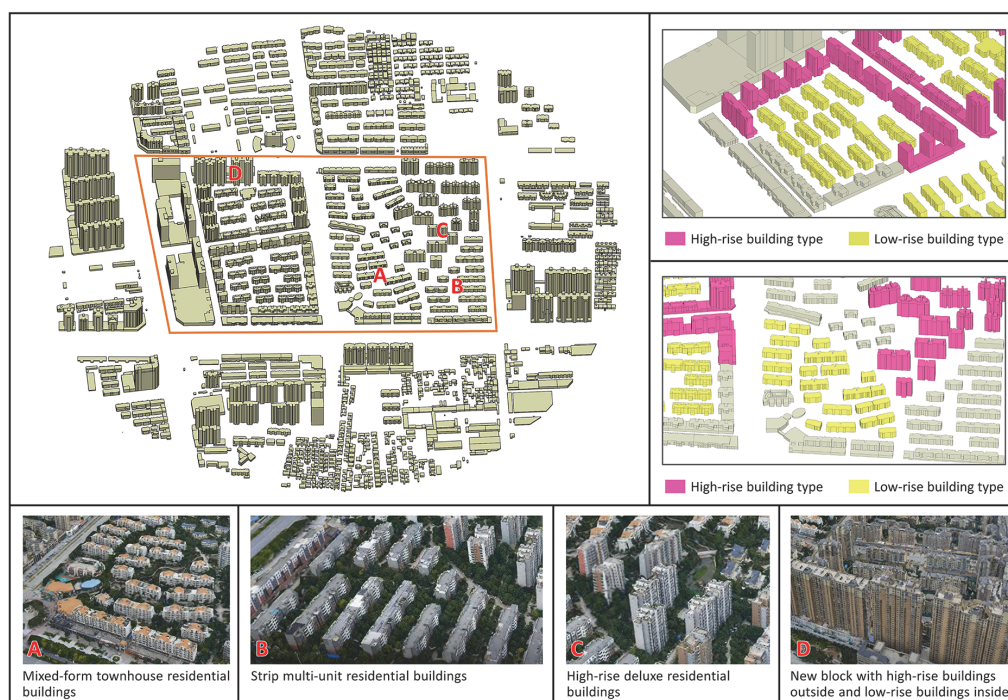 D
C
A
B
High-rise building type
Low-rise building type
High-rise building type
Low-rise building type
A
B
C
D
Mixed-form townhouse residential
buildings
Strip multi-unit residential buildings
High-rise deluxe residential
buildings
New block with high-rise buildings
outside and low-rise buildings inside